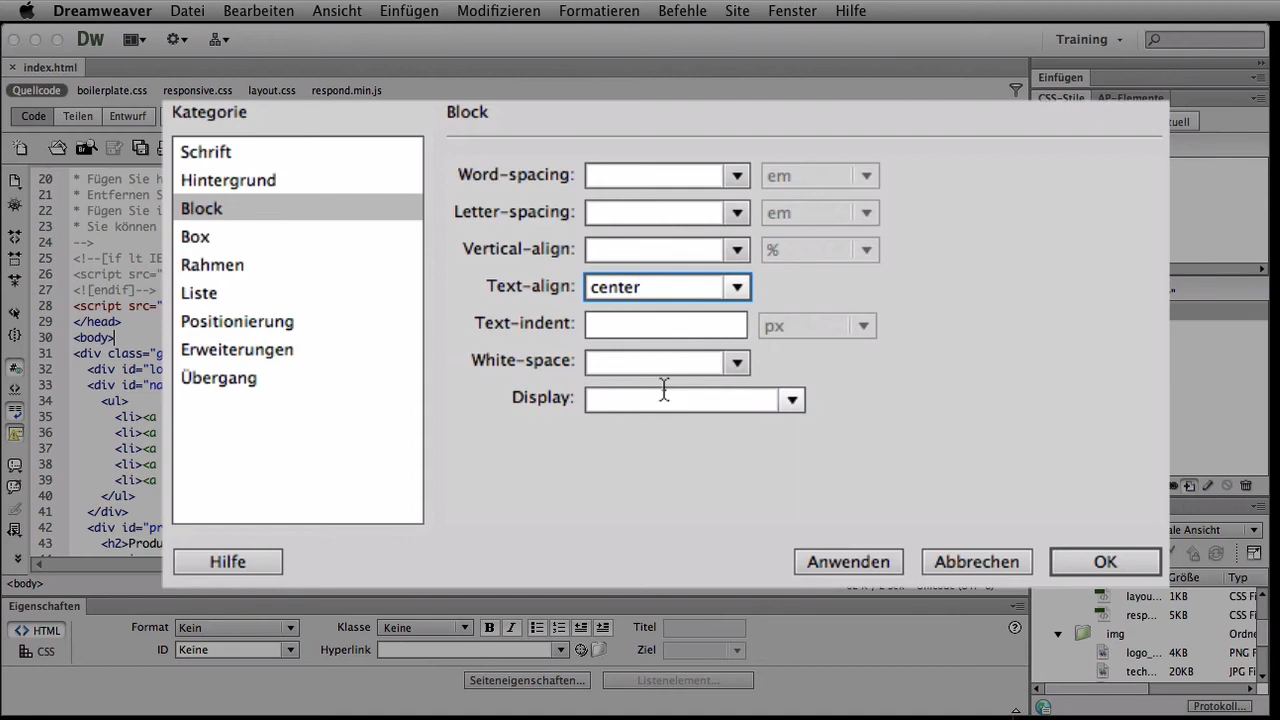 Dreamweaver Datei Bearbeiten Ansicht Einfügen Modifizieren Formatieren Befehle Site Fenster Hilfe
Dw Training
× index.html
Quellcode boilerplate.css responsive.css layout.css respond.min.js
Code Teilen Entwurf
Einfügen
CSS-Stile AP-Elemente
Kategorie
Schrift
Hintergrund
Block
Box
Rahmen
Liste
Positionierung
Erweiterungen
Übergang
Block
Word-spacing: em
Letter-spacing: em
Vertical-align: %
Text-align: center
Text-indent: px
White-space:
Display:
Hilfe Anwenden Abbrechen OK
20 * Fügen Sie h
21 * Entfernen S
22 * Fügen Sie i
23 * Sie können
24 -->
25 <!--[if lt IE
26 <script src="
27 <![endif]-->
28 <script src="
29 </head>
30 <body>
31 <div class="g
32 <div id="lo
33 <div id="na
34 <ul>
35 <li><a
36 <li><a
37 <li><a
38 <li><a
39 <li><a
40 </ul>
41 </div>
42 <div id="pr
43 <h2>Produ
<body>
ale Ansicht
Größe Typ
layou... 1KB CSS Fi
resp... 5KB CSS Fi
img Ordne
logo_... 4KB PNG F
tech... 20KB JPG Fi
Protokoll...
Eigenschaften
HTML Format Kein Klasse Keine B I Titel
CSS ID Keine Hyperlink Ziel
Seiteneigenschaften... Listenelement...